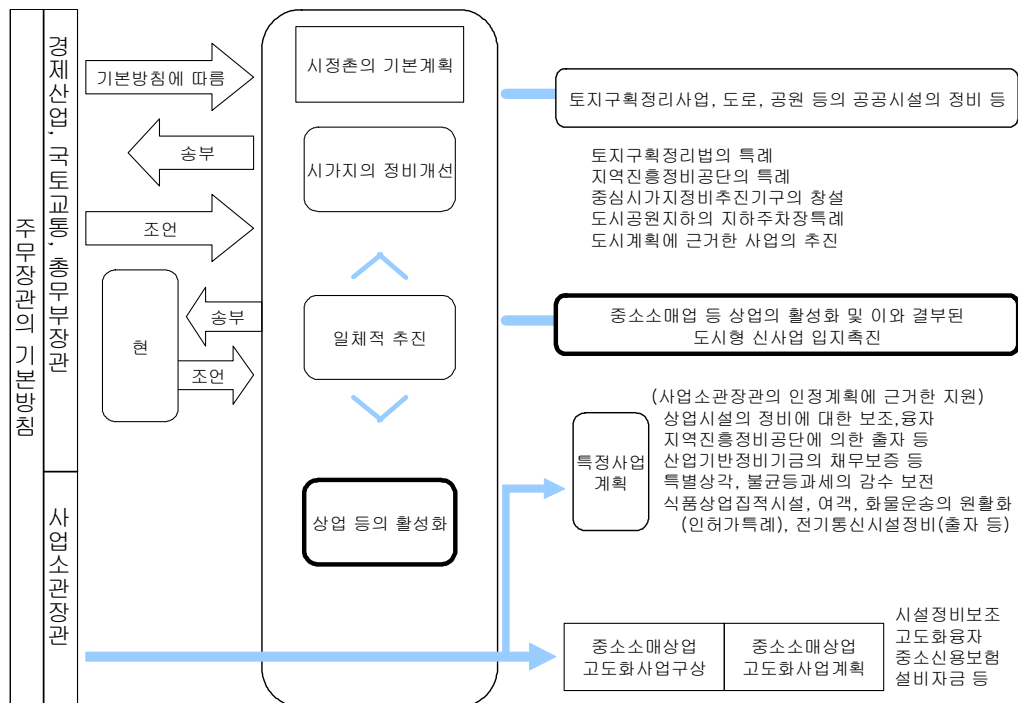 주무장관의 기본방침
경제산업, 국토교통, 총무부장관
사업소관장관
기본방침에 따름
송부
조언
현
송부
조언
시정촌의 기본계획
시가지의 정비개선
일체적 추진
상업 등의 활성화
토지구획정리사업, 도로, 공원 등의 공공시설의 정비 등
토지구획정리법의 특례
지역진흥정비공단의 특례
중심시가지정비추진기구의 창설
도시공원지하의 지하주차장특례
도시계획에 근거한 사업의 추진
중소소매업 등 상업의 활성화 및 이와 결부된
도시형 신사업 입지촉진
특정사업
계획
(사업소관장관의 인정계획에 근거한 지원)
상업시설의 정비에 대한 보조,융자
지역진흥정비공단에 의한 출자 등
산업기반정비기금의 채무보증 등
특별상각, 불균등과세의 감수 보전
식품상업집적시설, 여객, 화물운송의 원활화
(인허가특례), 전기통신시설정비(출자 등)
중소소매상업
고도화사업구상
중소소매상업
고도화사업계획
시설정비보조
고도화융자
중소신용보험
설비자금 등